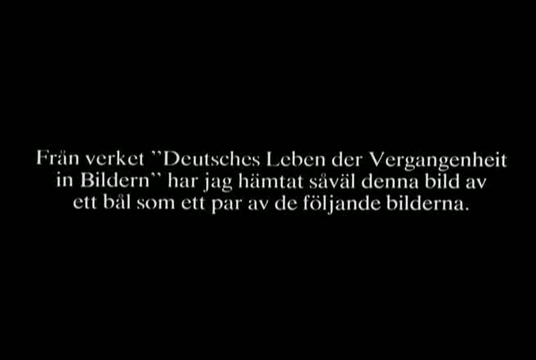 Från verket ”Deutsches Leben der Vergangenheit
in Bildern” har jag hämtat såväl denna bild av
ett bål som ett par av de följande bilderna.